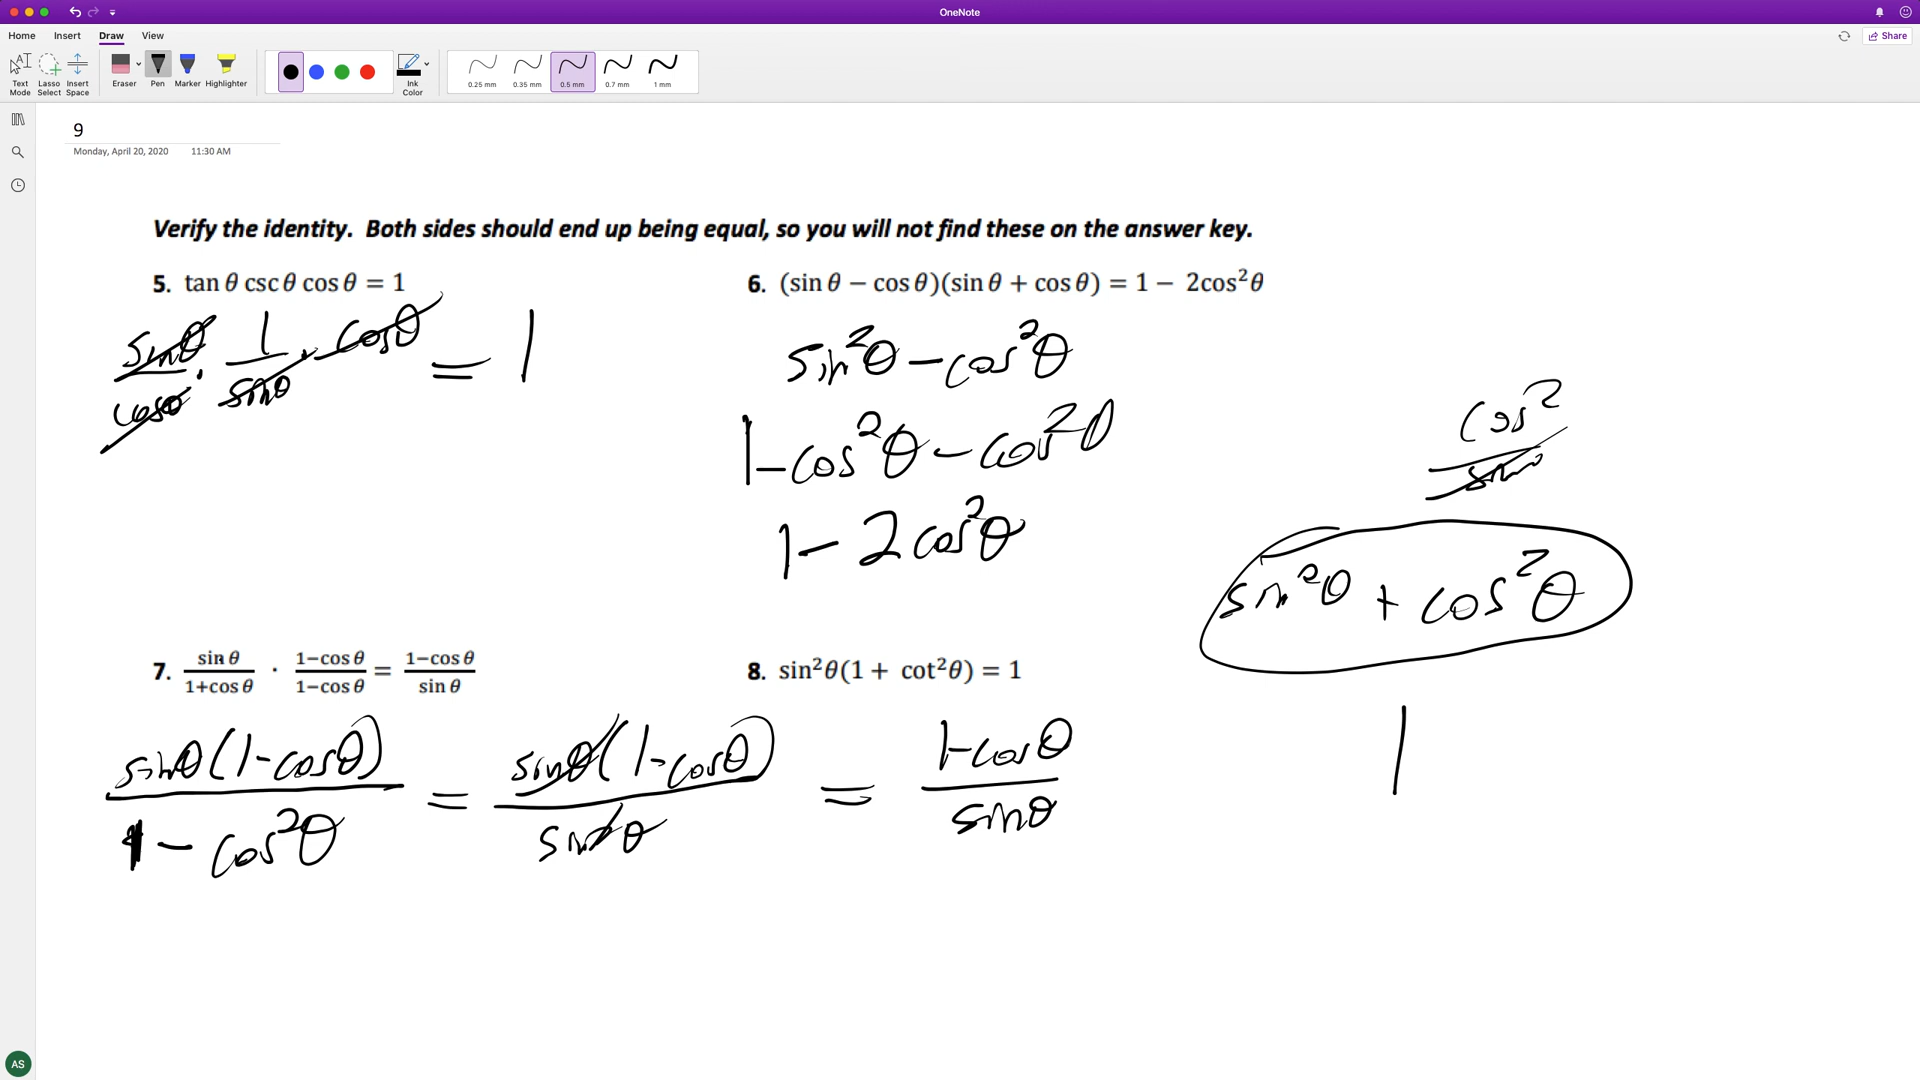 OneNote
Home Insert Draw View Share
Text Mode Lasso Select Insert Space Eraser Pen Marker Highlighter Ink Color 0.25 mm 0.35 mm 0.5 mm 0.7 mm 1 mm
9
Monday, April 20, 2020 11:30 AM
Verify the identity. Both sides should end up being equal, so you will not find these on the answer key.
5. tan θ csc θ cos θ = 1
sinθ/cosθ · 1/sinθ · cosθ = 1
6. (sin θ − cos θ)(sin θ + cos θ) = 1 − 2cos²θ
sin²θ − cos²θ
1 − cos²θ − cos²θ
1 − 2cos²θ
cos²/sin
sin²θ + cos²θ
1
7. sin θ/1+cos θ · 1−cos θ/1−cos θ = 1−cos θ/sin θ
sinθ(1−cosθ)/1−cos²θ = sinθ(1−cosθ)/sin²θ = 1−cosθ/sinθ
8. sin²θ(1 + cot²θ) = 1
AS